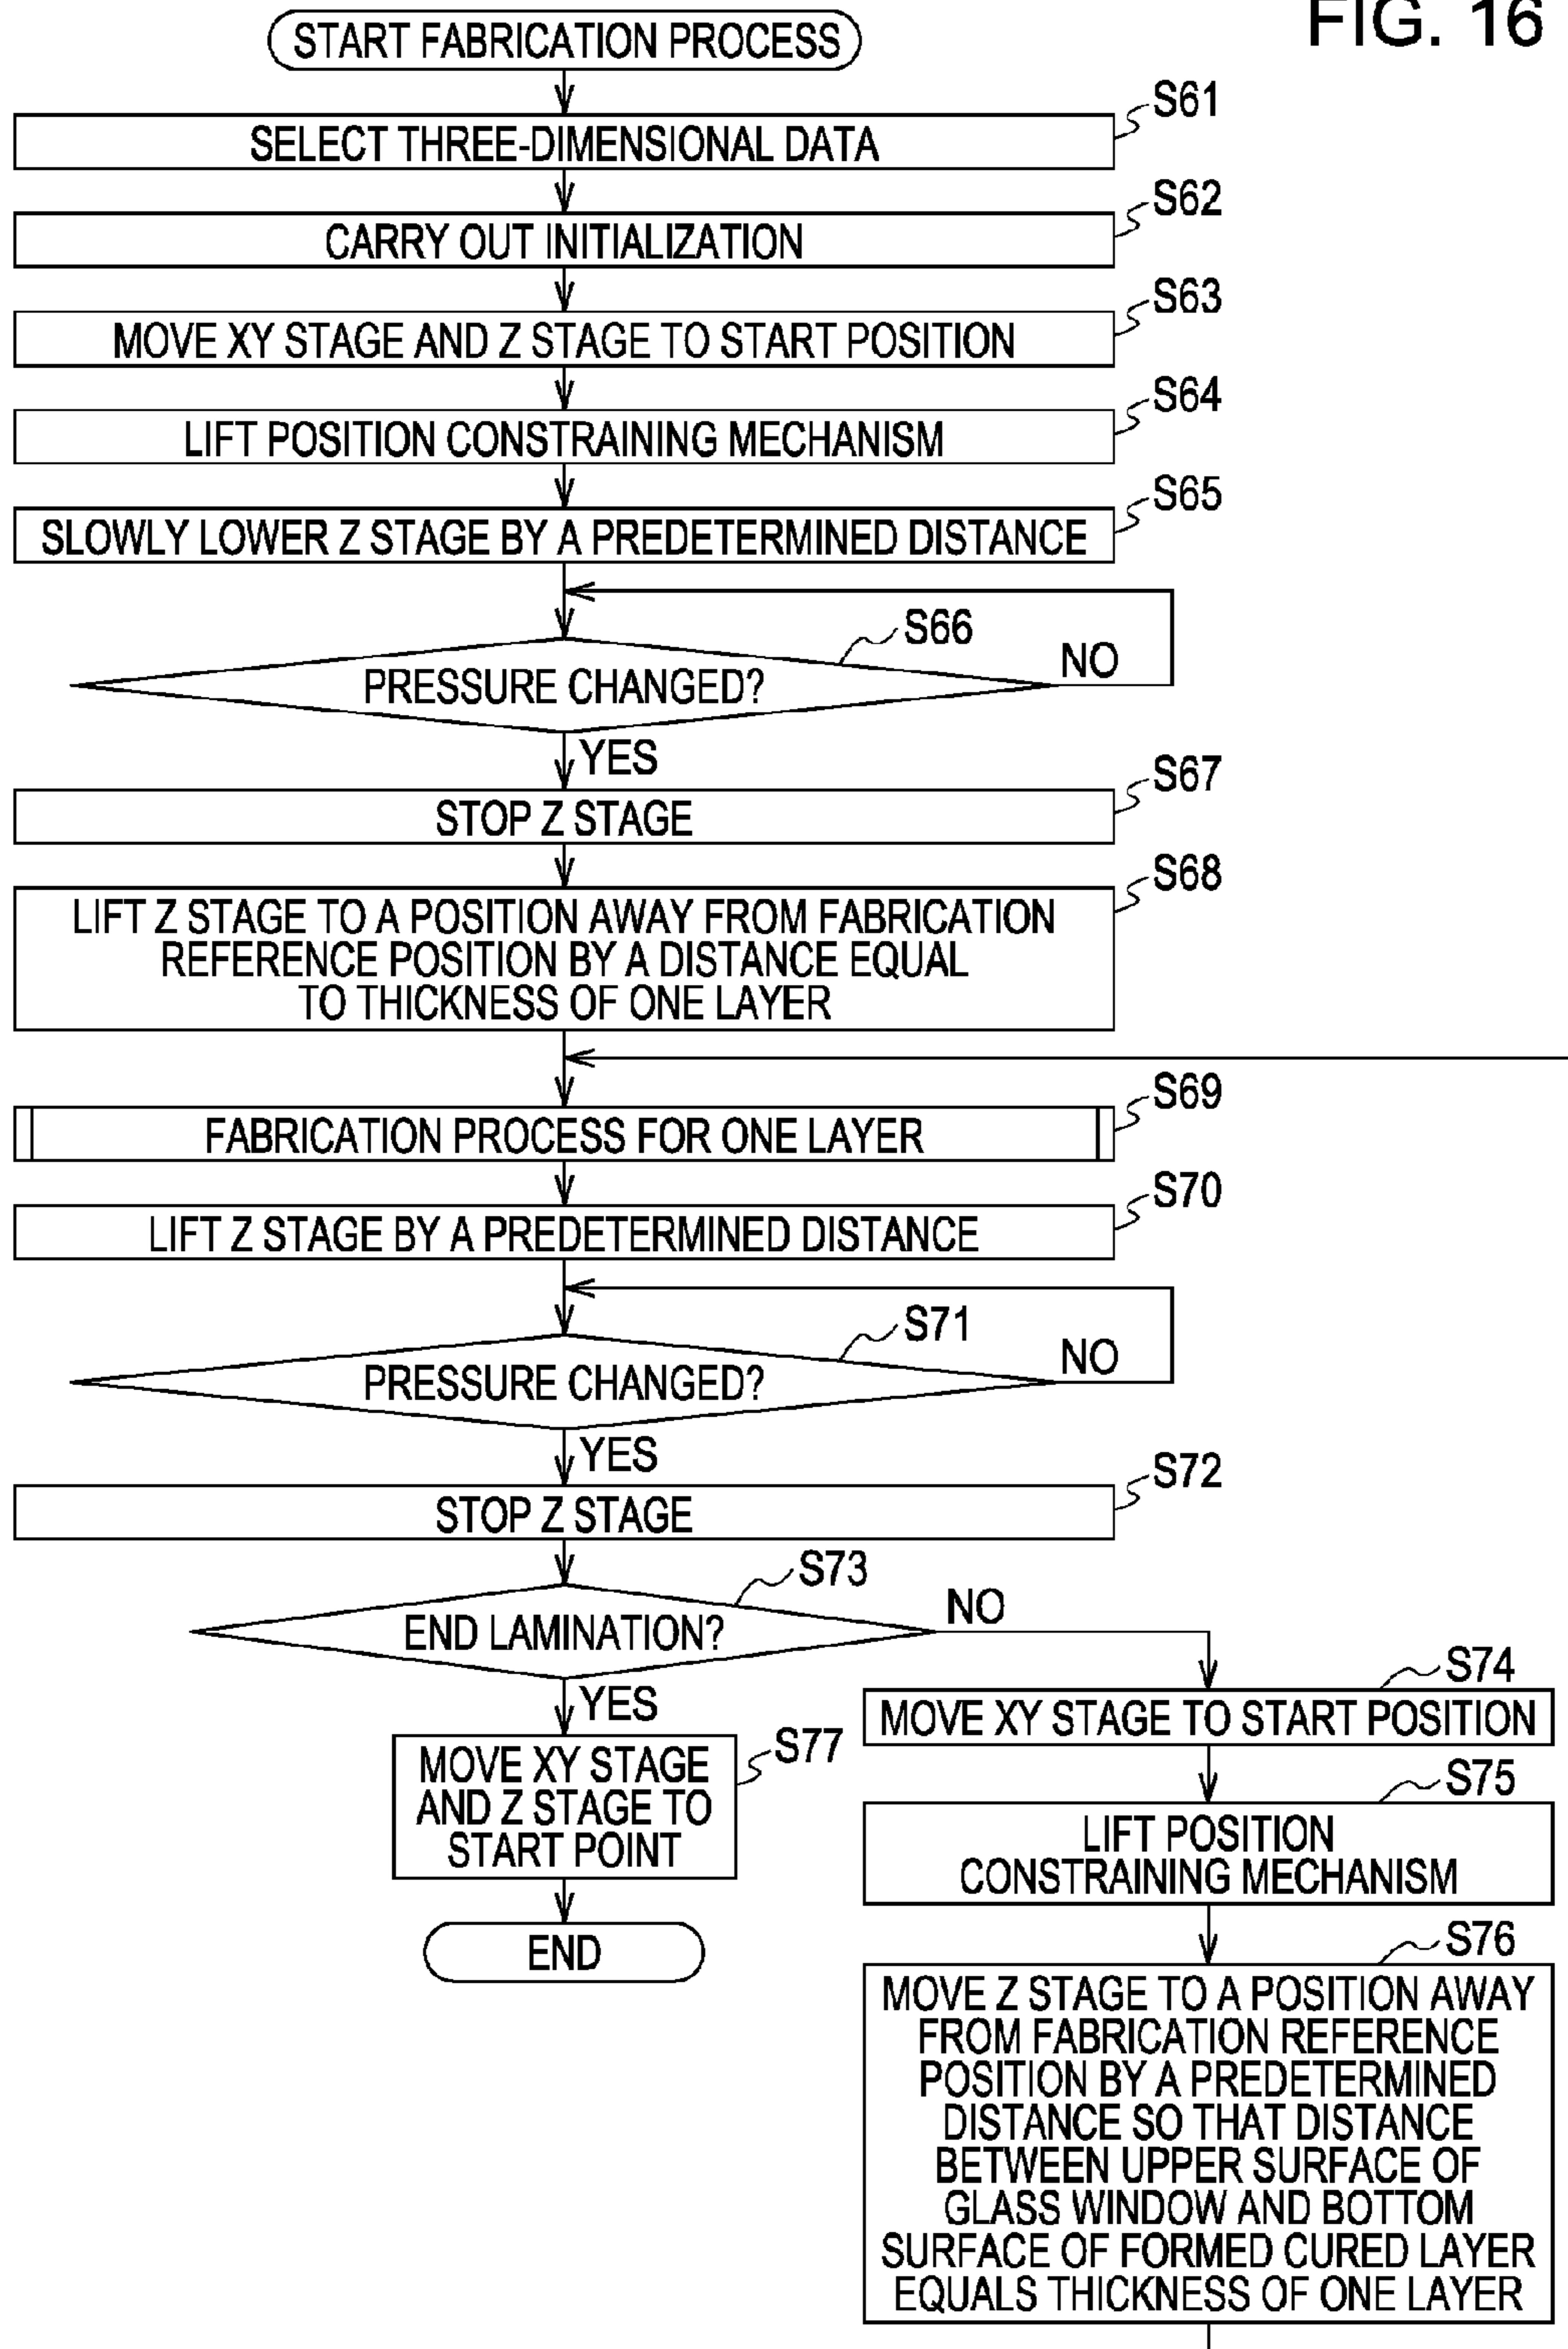 FIG. 16
START FABRICATION PROCESS
S61
SELECT THREE-DIMENSIONAL DATA
S62
CARRY OUT INITIALIZATION
S63
MOVE XY STAGE AND Z STAGE TO START POSITION
S64
LIFT POSITION CONSTRAINING MECHANISM
S65
SLOWLY LOWER Z STAGE BY A PREDETERMINED DISTANCE
S66
PRESSURE CHANGED?
NO
YES
S67
STOP Z STAGE
S68
LIFT Z STAGE TO A POSITION AWAY FROM FABRICATION
REFERENCE POSITION BY A DISTANCE EQUAL
TO THICKNESS OF ONE LAYER
S69
FABRICATION PROCESS FOR ONE LAYER
S70
LIFT Z STAGE BY A PREDETERMINED DISTANCE
S71
PRESSURE CHANGED?
NO
YES
S72
STOP Z STAGE
S73
END LAMINATION?
NO
YES
S77
MOVE XY STAGE
AND Z STAGE TO
START POINT
END
S74
MOVE XY STAGE TO START POSITION
S75
LIFT POSITION
CONSTRAINING MECHANISM
S76
MOVE Z STAGE TO A POSITION AWAY
FROM FABRICATION REFERENCE
POSITION BY A PREDETERMINED
DISTANCE SO THAT DISTANCE
BETWEEN UPPER SURFACE OF
GLASS WINDOW AND BOTTOM
SURFACE OF FORMED CURED LAYER
EQUALS THICKNESS OF ONE LAYER